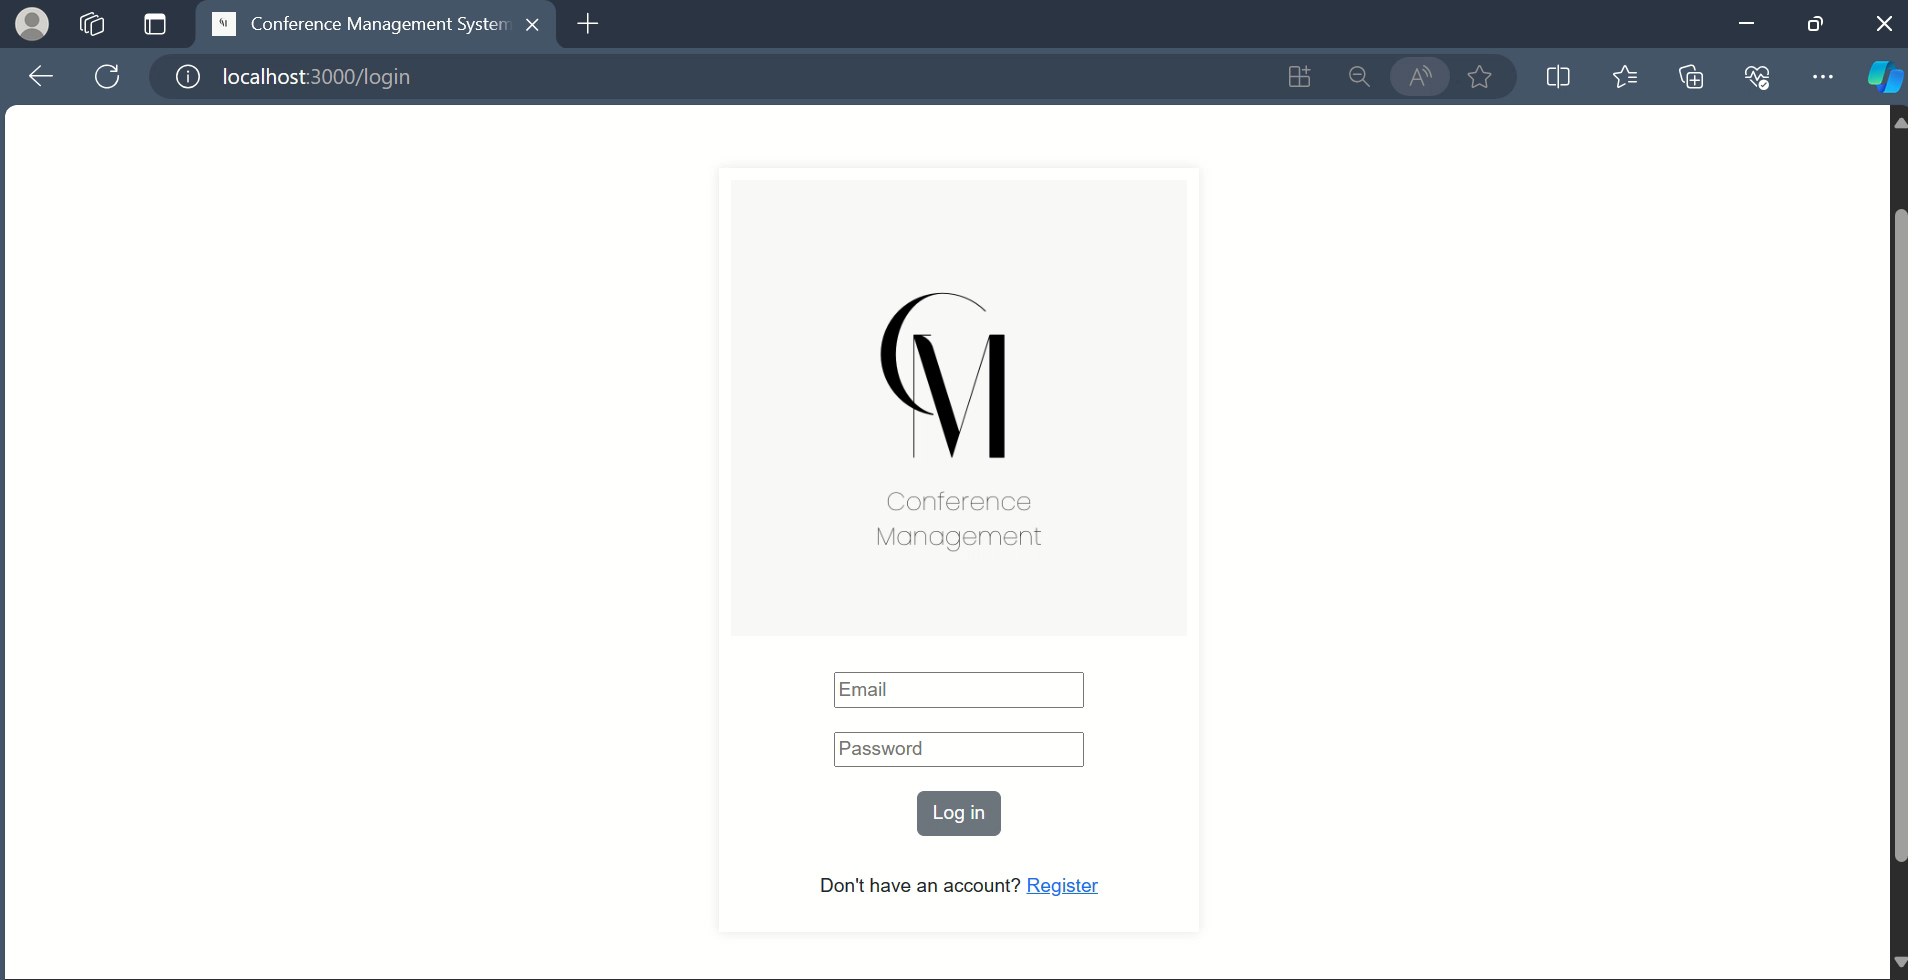 Conference Management System
localhost:3000/login
CM
Conference
Management
Email
Password
Log in
Don't have an account? Register